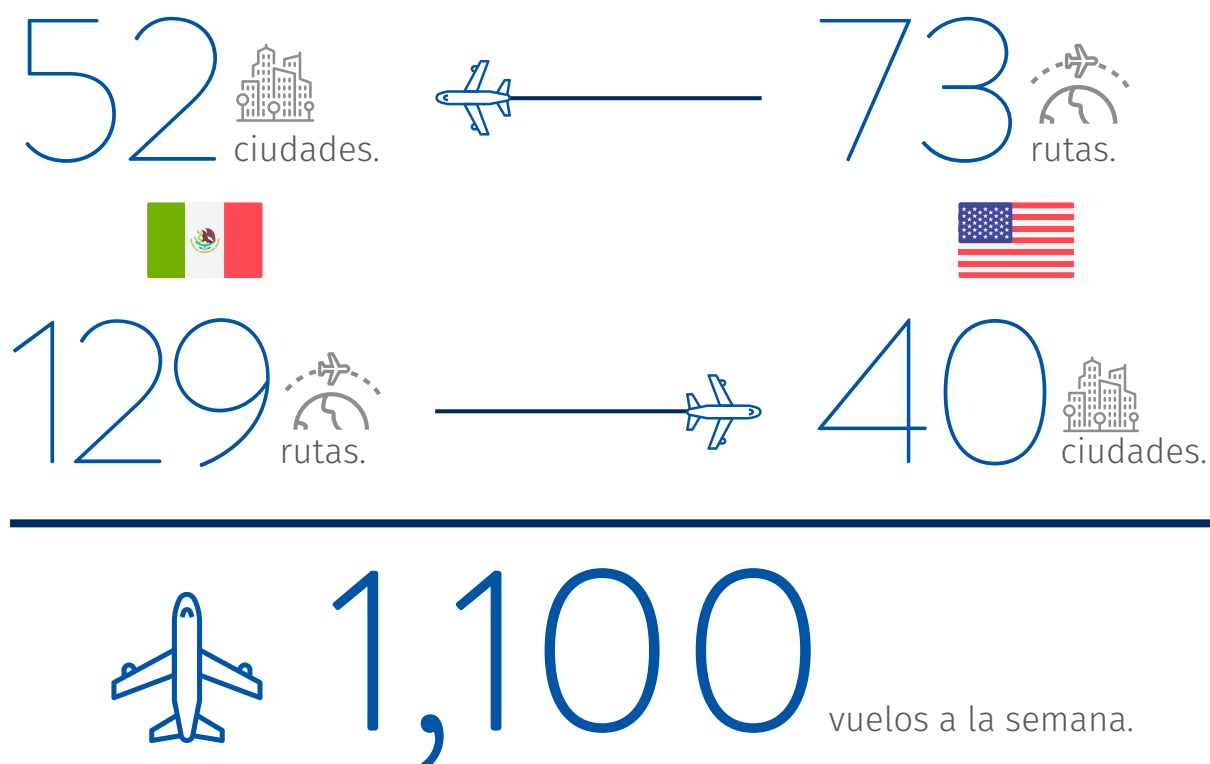 52 ciudades.
73 rutas.
129 rutas.
40 ciudades.
1,100 vuelos a la semana.